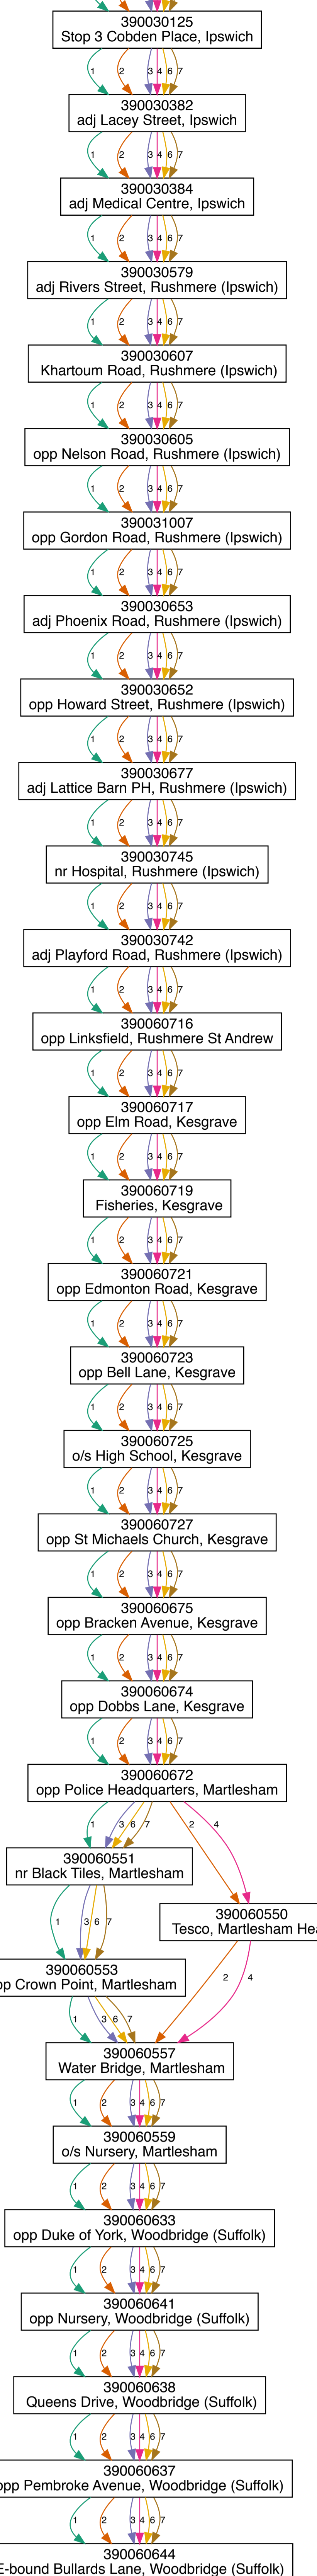 390030125
Stop 3 Cobden Place, Ipswich
1 2 3 4 6 7
390030382
adj Lacey Street, Ipswich
1 2 3 4 6 7
390030384
adj Medical Centre, Ipswich
1 2 3 4 6 7
390030579
adj Rivers Street, Rushmere (Ipswich)
1 2 3 4 6 7
390030607
Khartoum Road, Rushmere (Ipswich)
1 2 3 4 6 7
390030605
opp Nelson Road, Rushmere (Ipswich)
1 2 3 4 6 7
390031007
opp Gordon Road, Rushmere (Ipswich)
1 2 3 4 6 7
390030653
adj Phoenix Road, Rushmere (Ipswich)
1 2 3 4 6 7
390030652
opp Howard Street, Rushmere (Ipswich)
1 2 3 4 6 7
390030677
adj Lattice Barn PH, Rushmere (Ipswich)
1 2 3 4 6 7
390030745
nr Hospital, Rushmere (Ipswich)
1 2 3 4 6 7
390030742
adj Playford Road, Rushmere (Ipswich)
1 2 3 4 6 7
390060716
opp Linksfield, Rushmere St Andrew
1 2 3 4 6 7
390060717
opp Elm Road, Kesgrave
1 2 3 4 6 7
390060719
Fisheries, Kesgrave
1 2 3 4 6 7
390060721
opp Edmonton Road, Kesgrave
1 2 3 4 6 7
390060723
opp Bell Lane, Kesgrave
1 2 3 4 6 7
390060725
o/s High School, Kesgrave
1 2 3 4 6 7
390060727
opp St Michaels Church, Kesgrave
1 2 3 4 6 7
390060675
opp Bracken Avenue, Kesgrave
1 2 3 4 6 7
390060674
opp Dobbs Lane, Kesgrave
1 2 3 4 6 7
390060672
opp Police Headquarters, Martlesham
1 3 6 7 2 4
390060551
nr Black Tiles, Martlesham
390060550
Tesco, Martlesham Hea
1 3 6 7
390060553
pp Crown Point, Martlesham
2 4
1 3 6 7
390060557
Water Bridge, Martlesham
1 2 3 4 6 7
390060559
o/s Nursery, Martlesham
1 2 3 4 6 7
390060633
opp Duke of York, Woodbridge (Suffolk)
1 2 3 4 6 7
390060641
opp Nursery, Woodbridge (Suffolk)
1 2 3 4 6 7
390060638
Queens Drive, Woodbridge (Suffolk)
1 2 3 4 6 7
390060637
opp Pembroke Avenue, Woodbridge (Suffolk)
1 2 3 4 6 7
390060644
E-bound Bullards Lane, Woodbridge (Suffolk)